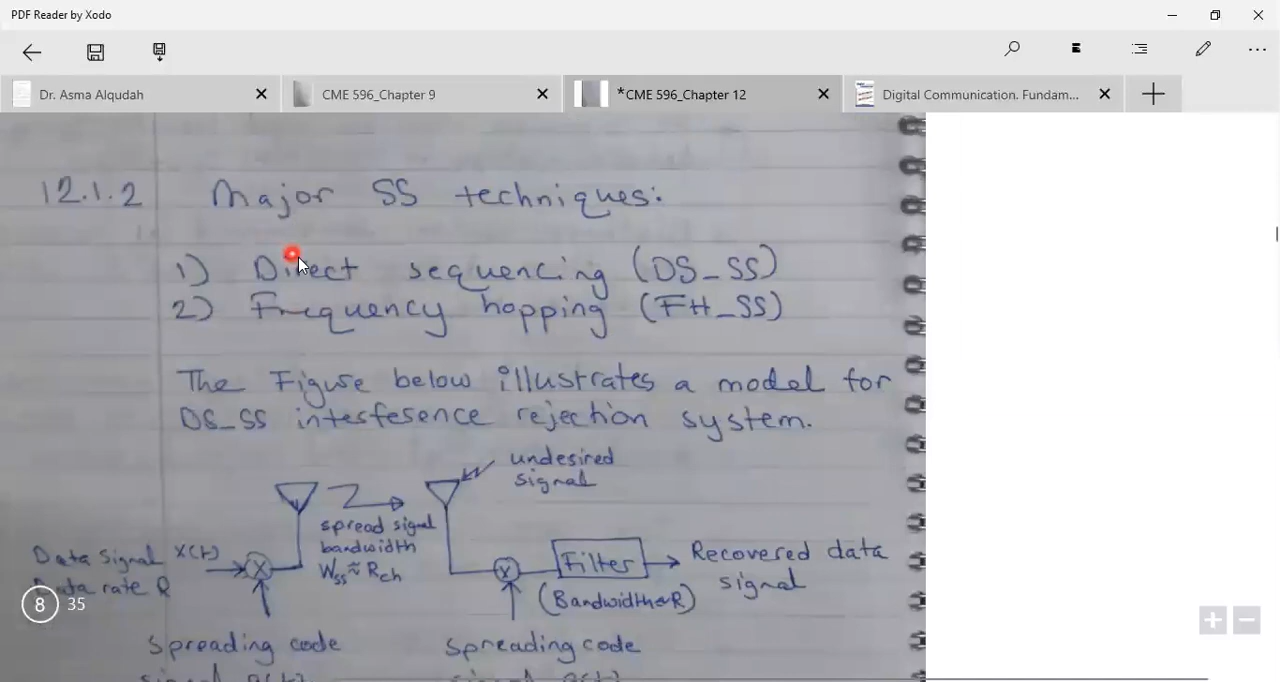 PDF Reader by Xodo
Dr. Asma Alqudah
CME 596_Chapter 9
*CME 596_Chapter 12
Digital Communication. Fundam...
12.1.2 Major SS techniques:
1) Direct sequencing (DS_SS)
2) Frequency hopping (FH_SS)
The Figure below illustrates a model for
DS_SS interference rejection system.
undesired
signal
spread signal
bandwidth
Wss ≈ Rch
Data signal x(t)
Data rate R
X
X
Filter
(Bandwidth≈R)
Recovered data
signal
8 35
Spreading code
Spreading code